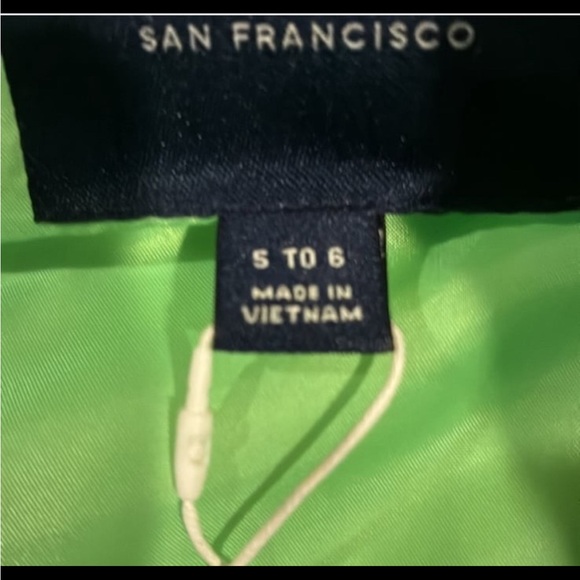 SAN FRANCISCO
5 TO 6
MADE IN
VIETNAM